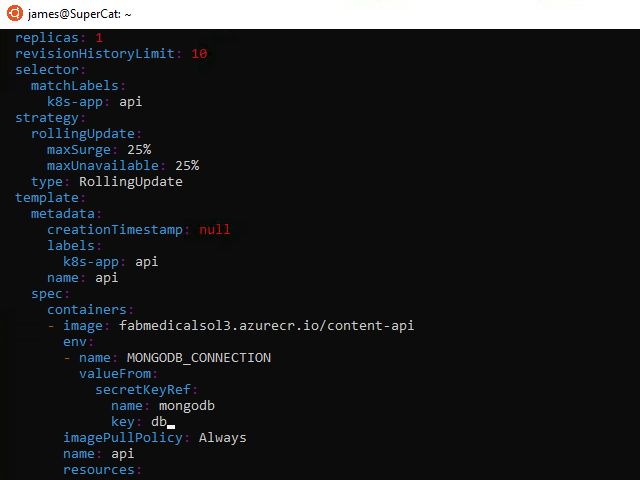 james@SuperCat: ~
replicas: 1
revisionHistoryLimit: 10
selector:
matchLabels:
k8s-app: api
strategy:
rollingUpdate:
maxSurge: 25%
maxUnavailable: 25%
type: RollingUpdate
template:
metadata:
creationTimestamp: null
labels:
k8s-app: api
name: api
spec:
containers:
- image: fabmedicalsol3.azurecr.io/content-api
env:
- name: MONGODB_CONNECTION
valueFrom:
secretKeyRef:
name: mongodb
key: db
imagePullPolicy: Always
name: api
resources: